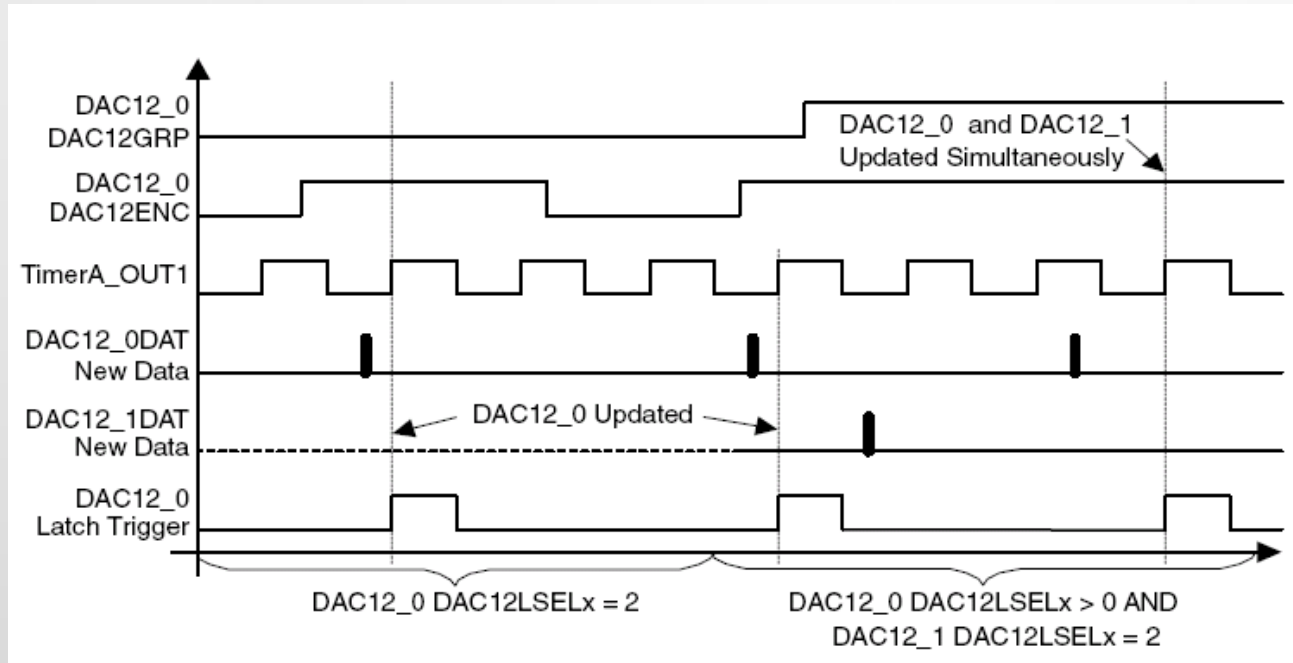 DAC12_0
DAC12GRP
DAC12_0 and DAC12_1
Updated Simultaneously
DAC12_0
DAC12ENC
TimerA_OUT1
DAC12_0DAT
New Data
DAC12_1DAT
New Data
DAC12_0 Updated
DAC12_0
Latch Trigger
DAC12_0 DAC12LSELx = 2
DAC12_0 DAC12LSELx > 0 AND
DAC12_1 DAC12LSELx = 2